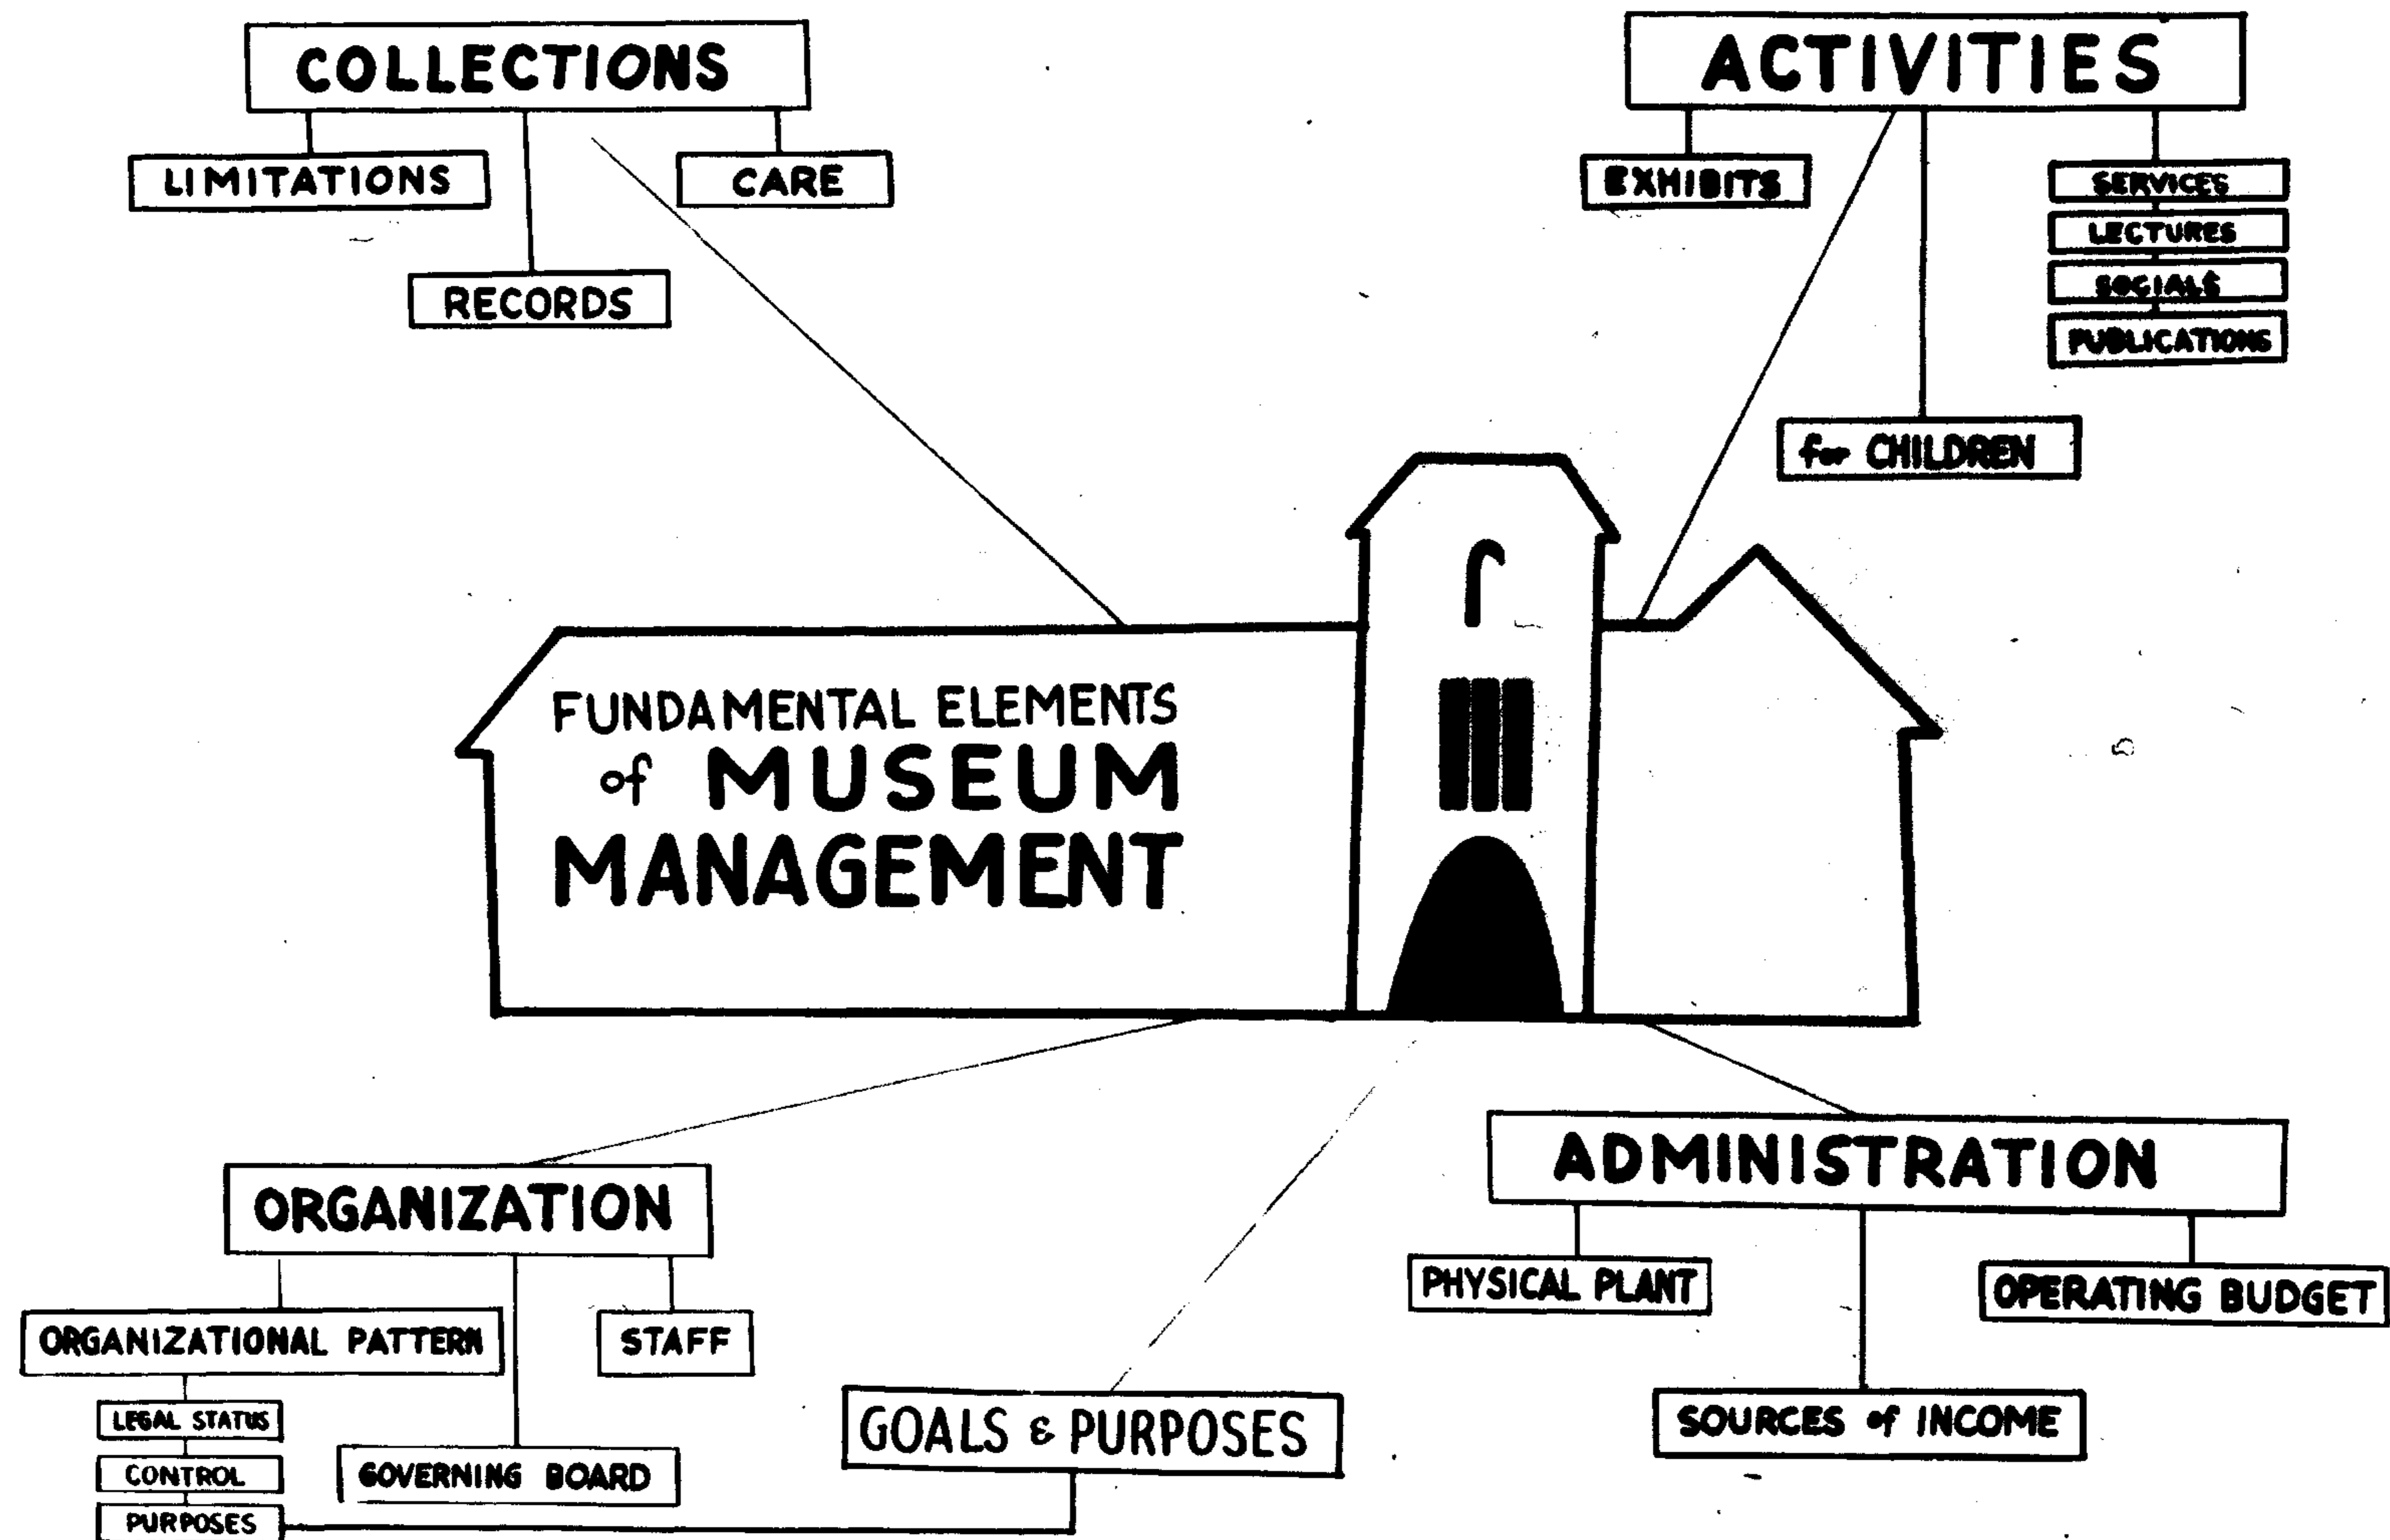 COLLECTIONS
LIMITATIONS
CARE
RECORDS
ACTIVITIES
EXHIBITS
SERVICES
LECTURES
SOCIALS
PUBLICATIONS
for CHILDREN
FUNDAMENTAL ELEMENTS
of MUSEUM
MANAGEMENT
ORGANIZATION
ORGANIZATIONAL PATTERN
STAFF
LEGAL STATUS
CONTROL
PURPOSES
GOVERNING BOARD
GOALS & PURPOSES
ADMINISTRATION
PHYSICAL PLANT
OPERATING BUDGET
SOURCES of INCOME